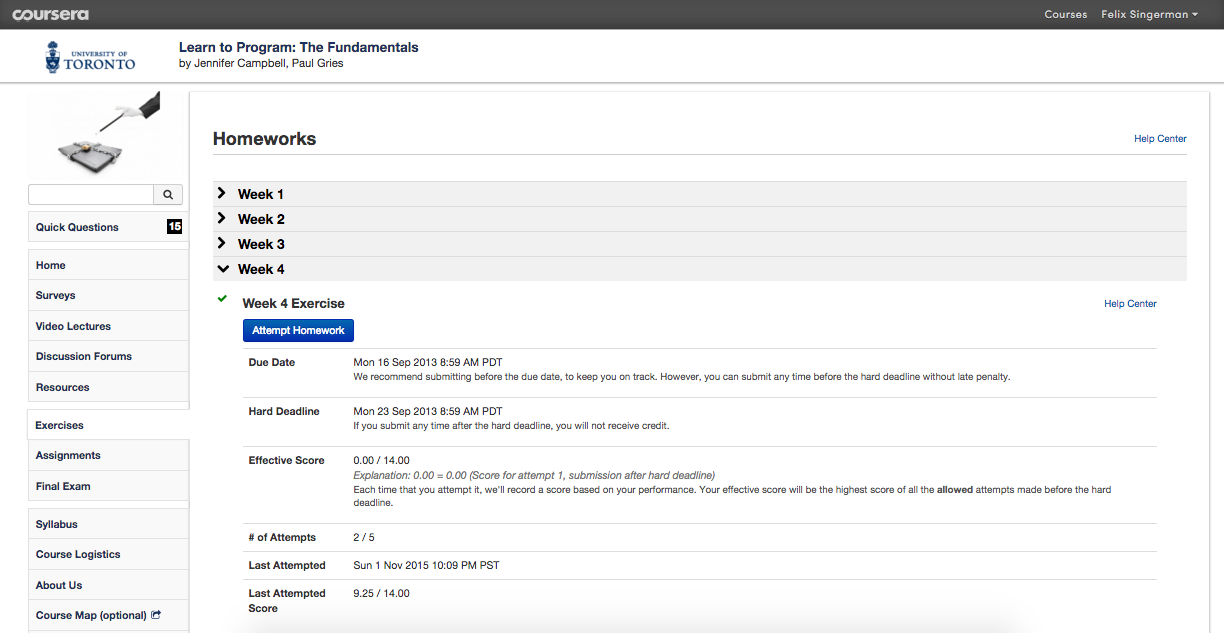 coursera
Courses Felix Singerman
UNIVERSITY OF
TORONTO
Learn to Program: The Fundamentals
by Jennifer Campbell, Paul Gries
Quick Questions 15
Home
Surveys
Video Lectures
Discussion Forums
Resources
Exercises
Assignments
Final Exam
Syllabus
Course Logistics
About Us
Course Map (optional)
Homeworks
Help Center
Week 1
Week 2
Week 3
Week 4
Week 4 Exercise
Help Center
Attempt Homework
Due Date Mon 16 Sep 2013 8:59 AM PDT
We recommend submitting before the due date, to keep you on track. However, you can submit any time before the hard deadline without late penalty.
Hard Deadline Mon 23 Sep 2013 8:59 AM PDT
If you submit any time after the hard deadline, you will not receive credit.
Effective Score 0.00 / 14.00
Explanation: 0.00 = 0.00 (Score for attempt 1, submission after hard deadline)
Each time that you attempt it, we'll record a score based on your performance. Your effective score will be the highest score of all the allowed attempts made before the hard
deadline.
# of Attempts 2 / 5
Last Attempted Sun 1 Nov 2015 10:09 PM PST
Last Attempted 9.25 / 14.00
Score